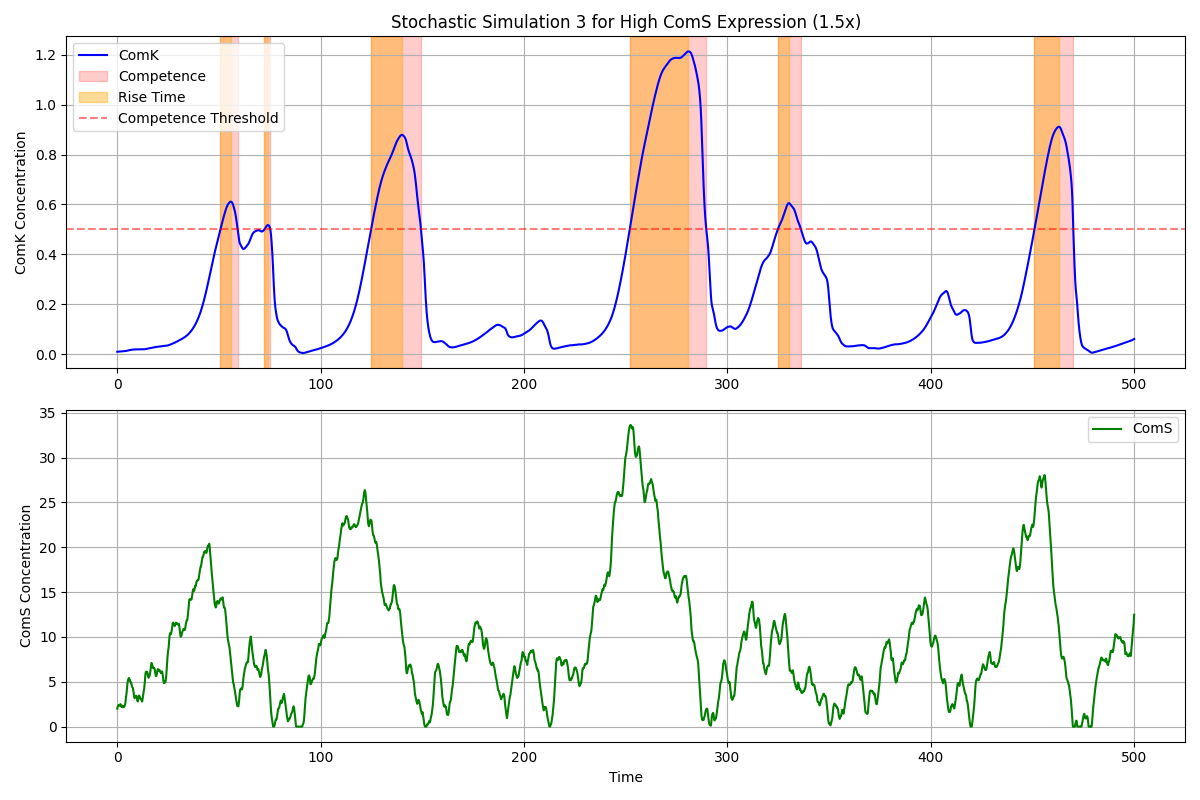 Stochastic Simulation 3 for High ComS Expression (1.5x)
ComK Concentration
1.2
1.0
0.8
0.6
0.4
0.2
0.0
ComK
Competence
Rise Time
Competence Threshold
0 100 200 300 400 500
ComS Concentration
35
30
25
20
15
10
5
0
ComS
0 100 200 300 400 500
Time